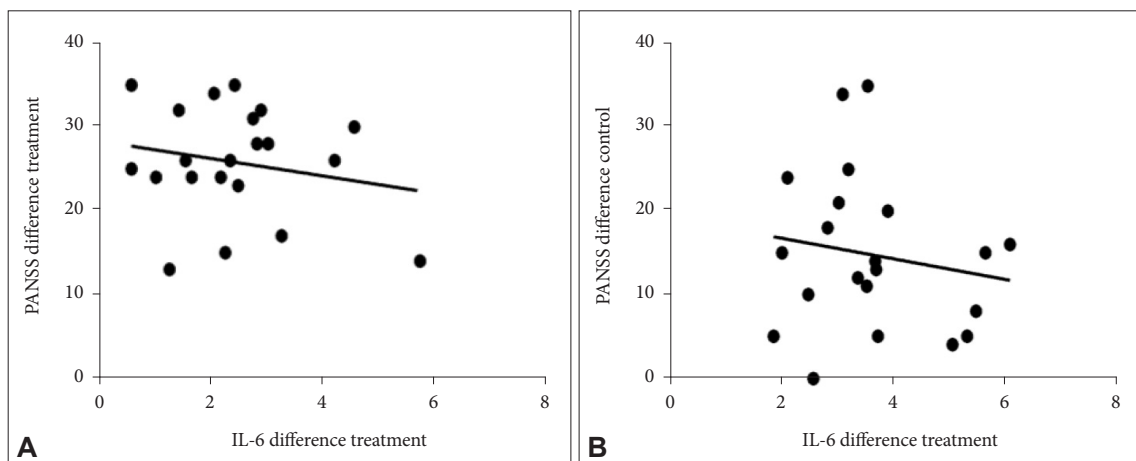 40
30
20
10
0
PANSS difference treatment
0 2 4 6 8
IL-6 difference treatment
A
40
30
20
10
0
PANSS difference control
0 2 4 6 8
IL-6 difference treatment
B